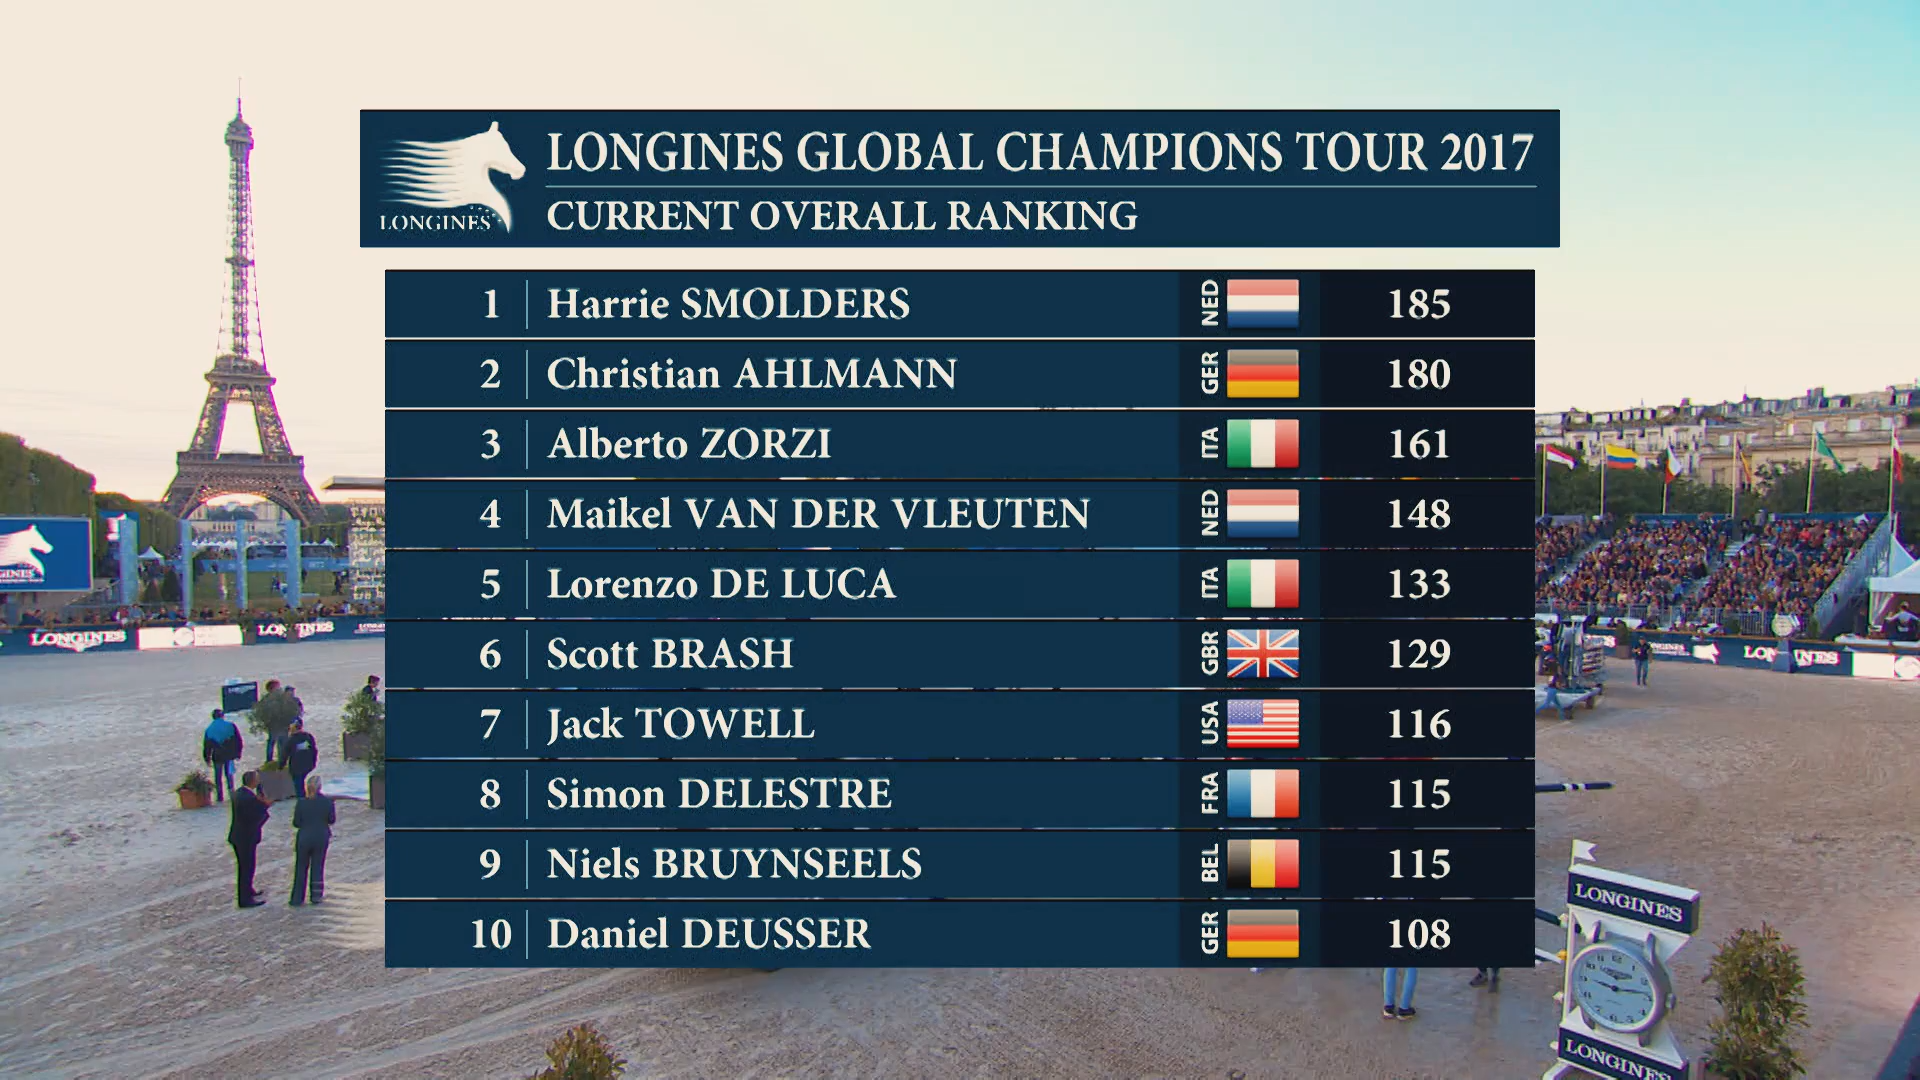 LONGINES GLOBAL CHAMPIONS TOUR 2017
CURRENT OVERALL RANKING
LONGINES
1 Harrie SMOLDERS NED 185
2 Christian AHLMANN GER 180
3 Alberto ZORZI ITA 161
4 Maikel VAN DER VLEUTEN NED 148
5 Lorenzo DE LUCA ITA 133
6 Scott BRASH GBR 129
7 Jack TOWELL USA 116
8 Simon DELESTRE FRA 115
9 Niels BRUYNSEELS BEL 115
10 Daniel DEUSSER GER 108
LONGINES
LONGINES
LONGINES
LONGINES
LONGINES